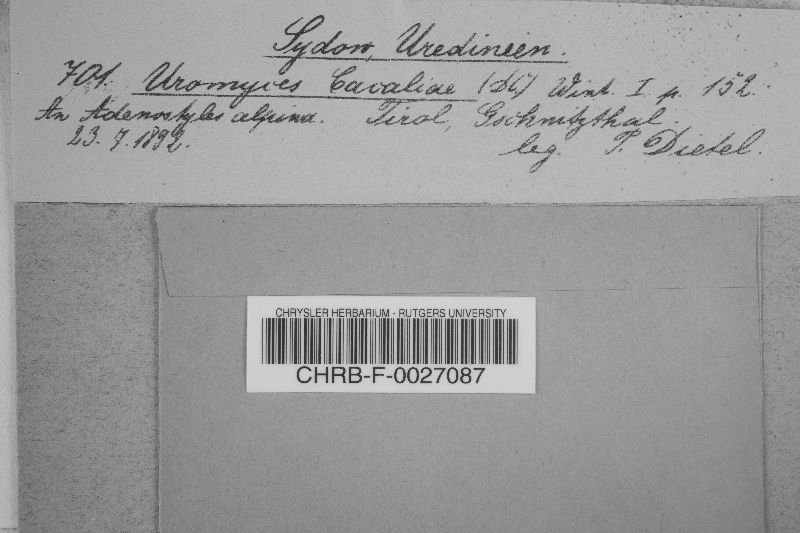 Sydow, Uredineen.
701. Uromyces Cacaliae (DC) Wint. I p. 152.
An Adenostyles alpina. Tirol, Gschnitzthal.
23.7.1892. leg. P. Dietel.
CHRYSLER HERBARIUM - RUTGERS UNIVERSITY
CHRB-F-0027087